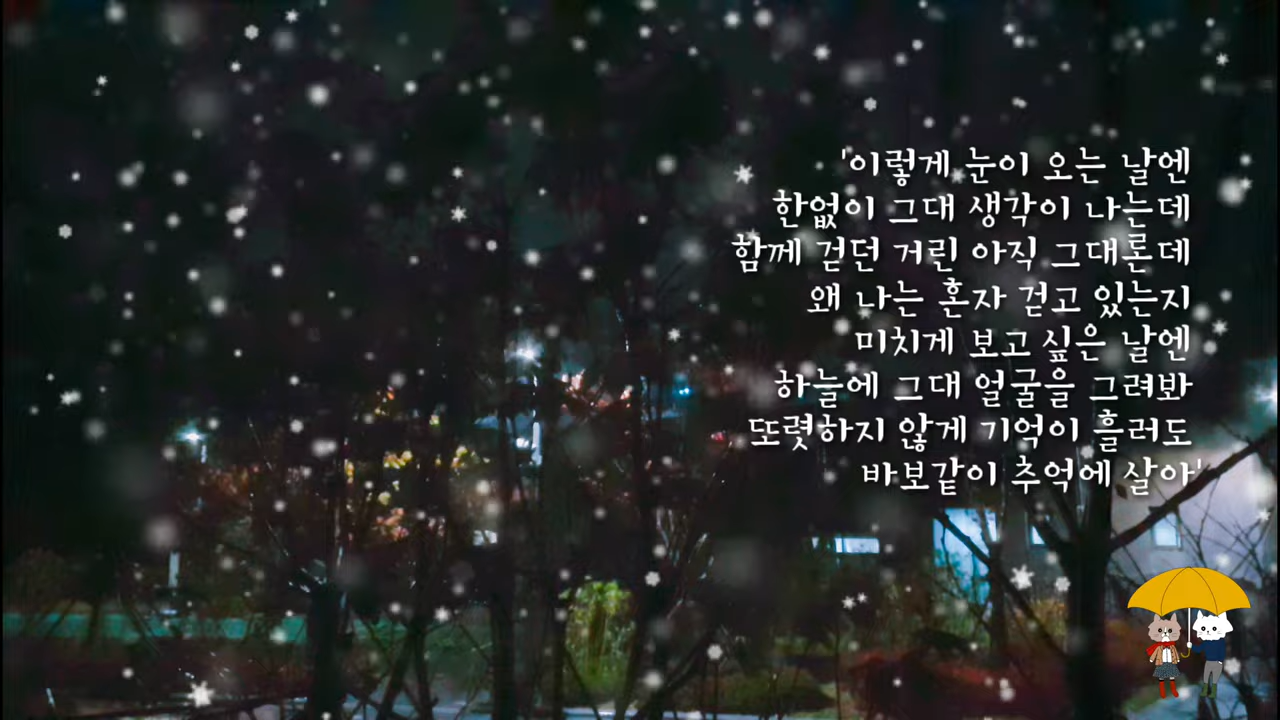 '이렇게 눈이 오는 날엔
한없이 그대 생각이 나는데
함께 걷던 거린 아직 그대론데
왜 나는 혼자 걷고 있는지
미치게 보고 싶은 날엔
하늘에 그대 얼굴을 그려봐
또렷하지 않게 기억이 흘러도
바보같이 추억에 살아'